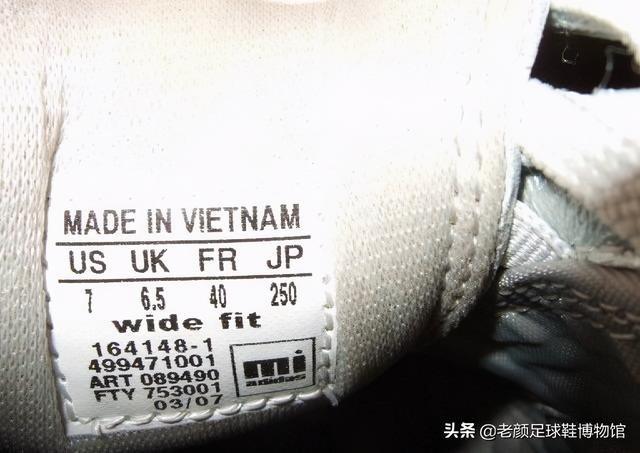 MADE IN VIETNAM
US UK FR JP
7 6.5 40 250
wide fit
164148-1
499471001
ART 089490
FTY 753001
03/07
mi
adidas
头条 @老颜足球鞋博物馆